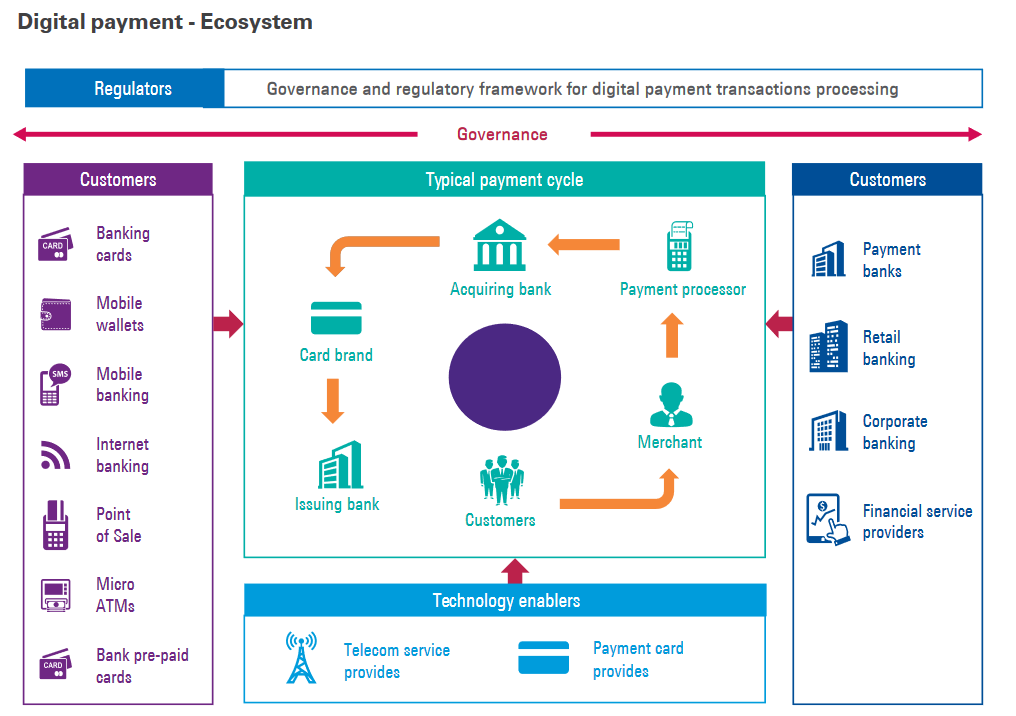 Digital payment - Ecosystem
Regulators
Governance and regulatory framework for digital payment transactions processing
Governance
Customers
CARD
Banking
cards
Mobile
wallets
SMS
Mobile
banking
Internet
banking
Point
of Sale
Micro
ATMs
CARD
Bank pre-paid
cards
Typical payment cycle
Acquiring bank
Payment processor
Card brand
Merchant
Issuing bank
Customers
Customers
Payment
banks
Retail
banking
Corporate
banking
$
Financial service
providers
Technology enablers
Telecom service
provides
Payment card
provides